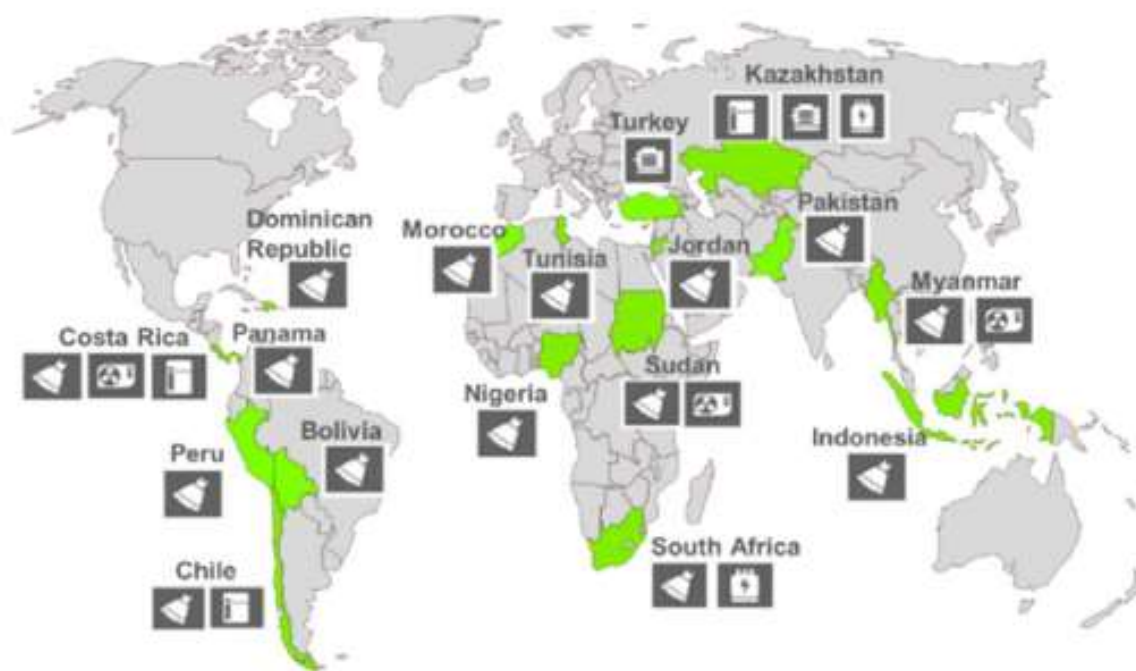 Kazakhstan
Turkey
Pakistan
Dominican
Republic
Morocco
Tunisia
Jordan
Myanmar
Costa Rica
Panama
Nigeria
Sudan
Indonesia
Peru
Bolivia
South Africa
Chile